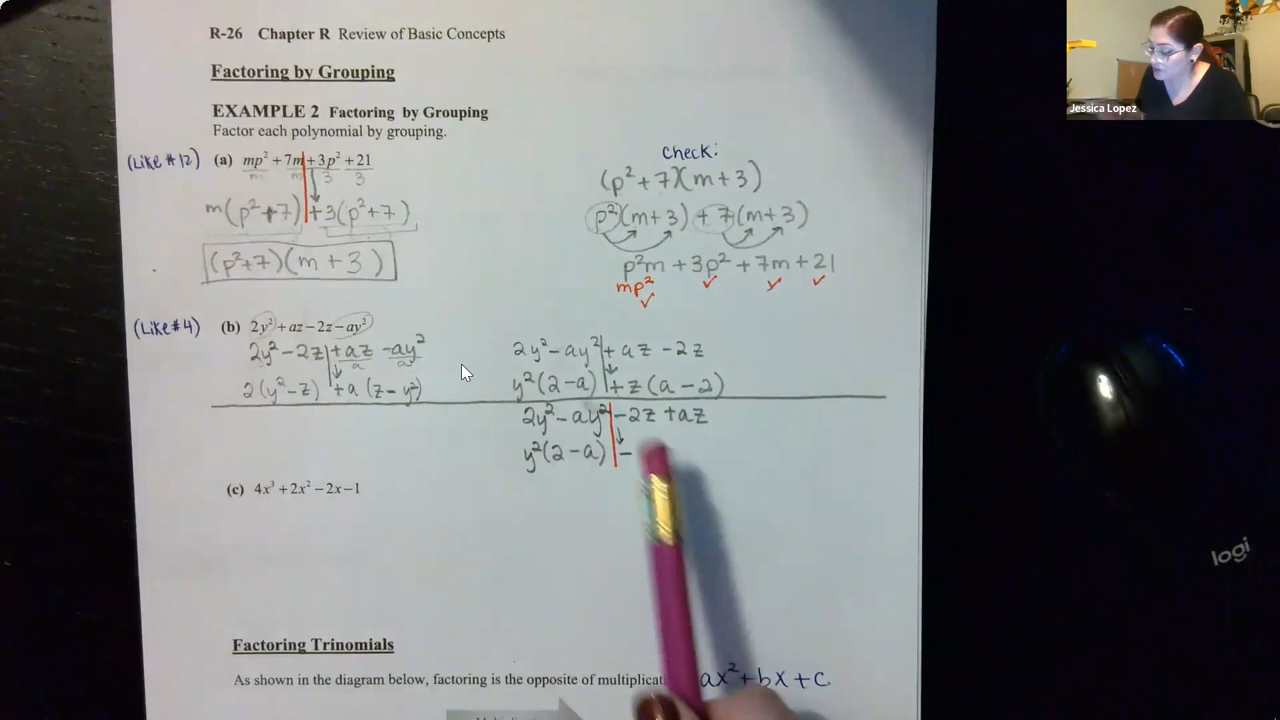 R-26 Chapter R Review of Basic Concepts
Jessica Lopez
Factoring by Grouping
EXAMPLE 2 Factoring by Grouping
Factor each polynomial by grouping.
(Like #12) (a) mp² + 7m + 3p² + 21
m m 3 3
m(p²+7) + 3(p²+7)
(p²+7)(m+3)
check:
(p²+7)(m+3)
p²(m+3) + 7(m+3)
p²m + 3p² + 7m + 21
mp²
(Like #4) (b) 2y² + az − 2z − ay²
2y² − 2z + az − ay²
a a
2(y² − z) + a(z − y²)
2y² − ay² + az − 2z
y²(2 − a) + z(a − 2)
2y² − ay² − 2z + az
y²(2 − a) −
(c) 4x³ + 2x² − 2x − 1
logi
Factoring Trinomials
As shown in the diagram below, factoring is the opposite of ax² + bx + c